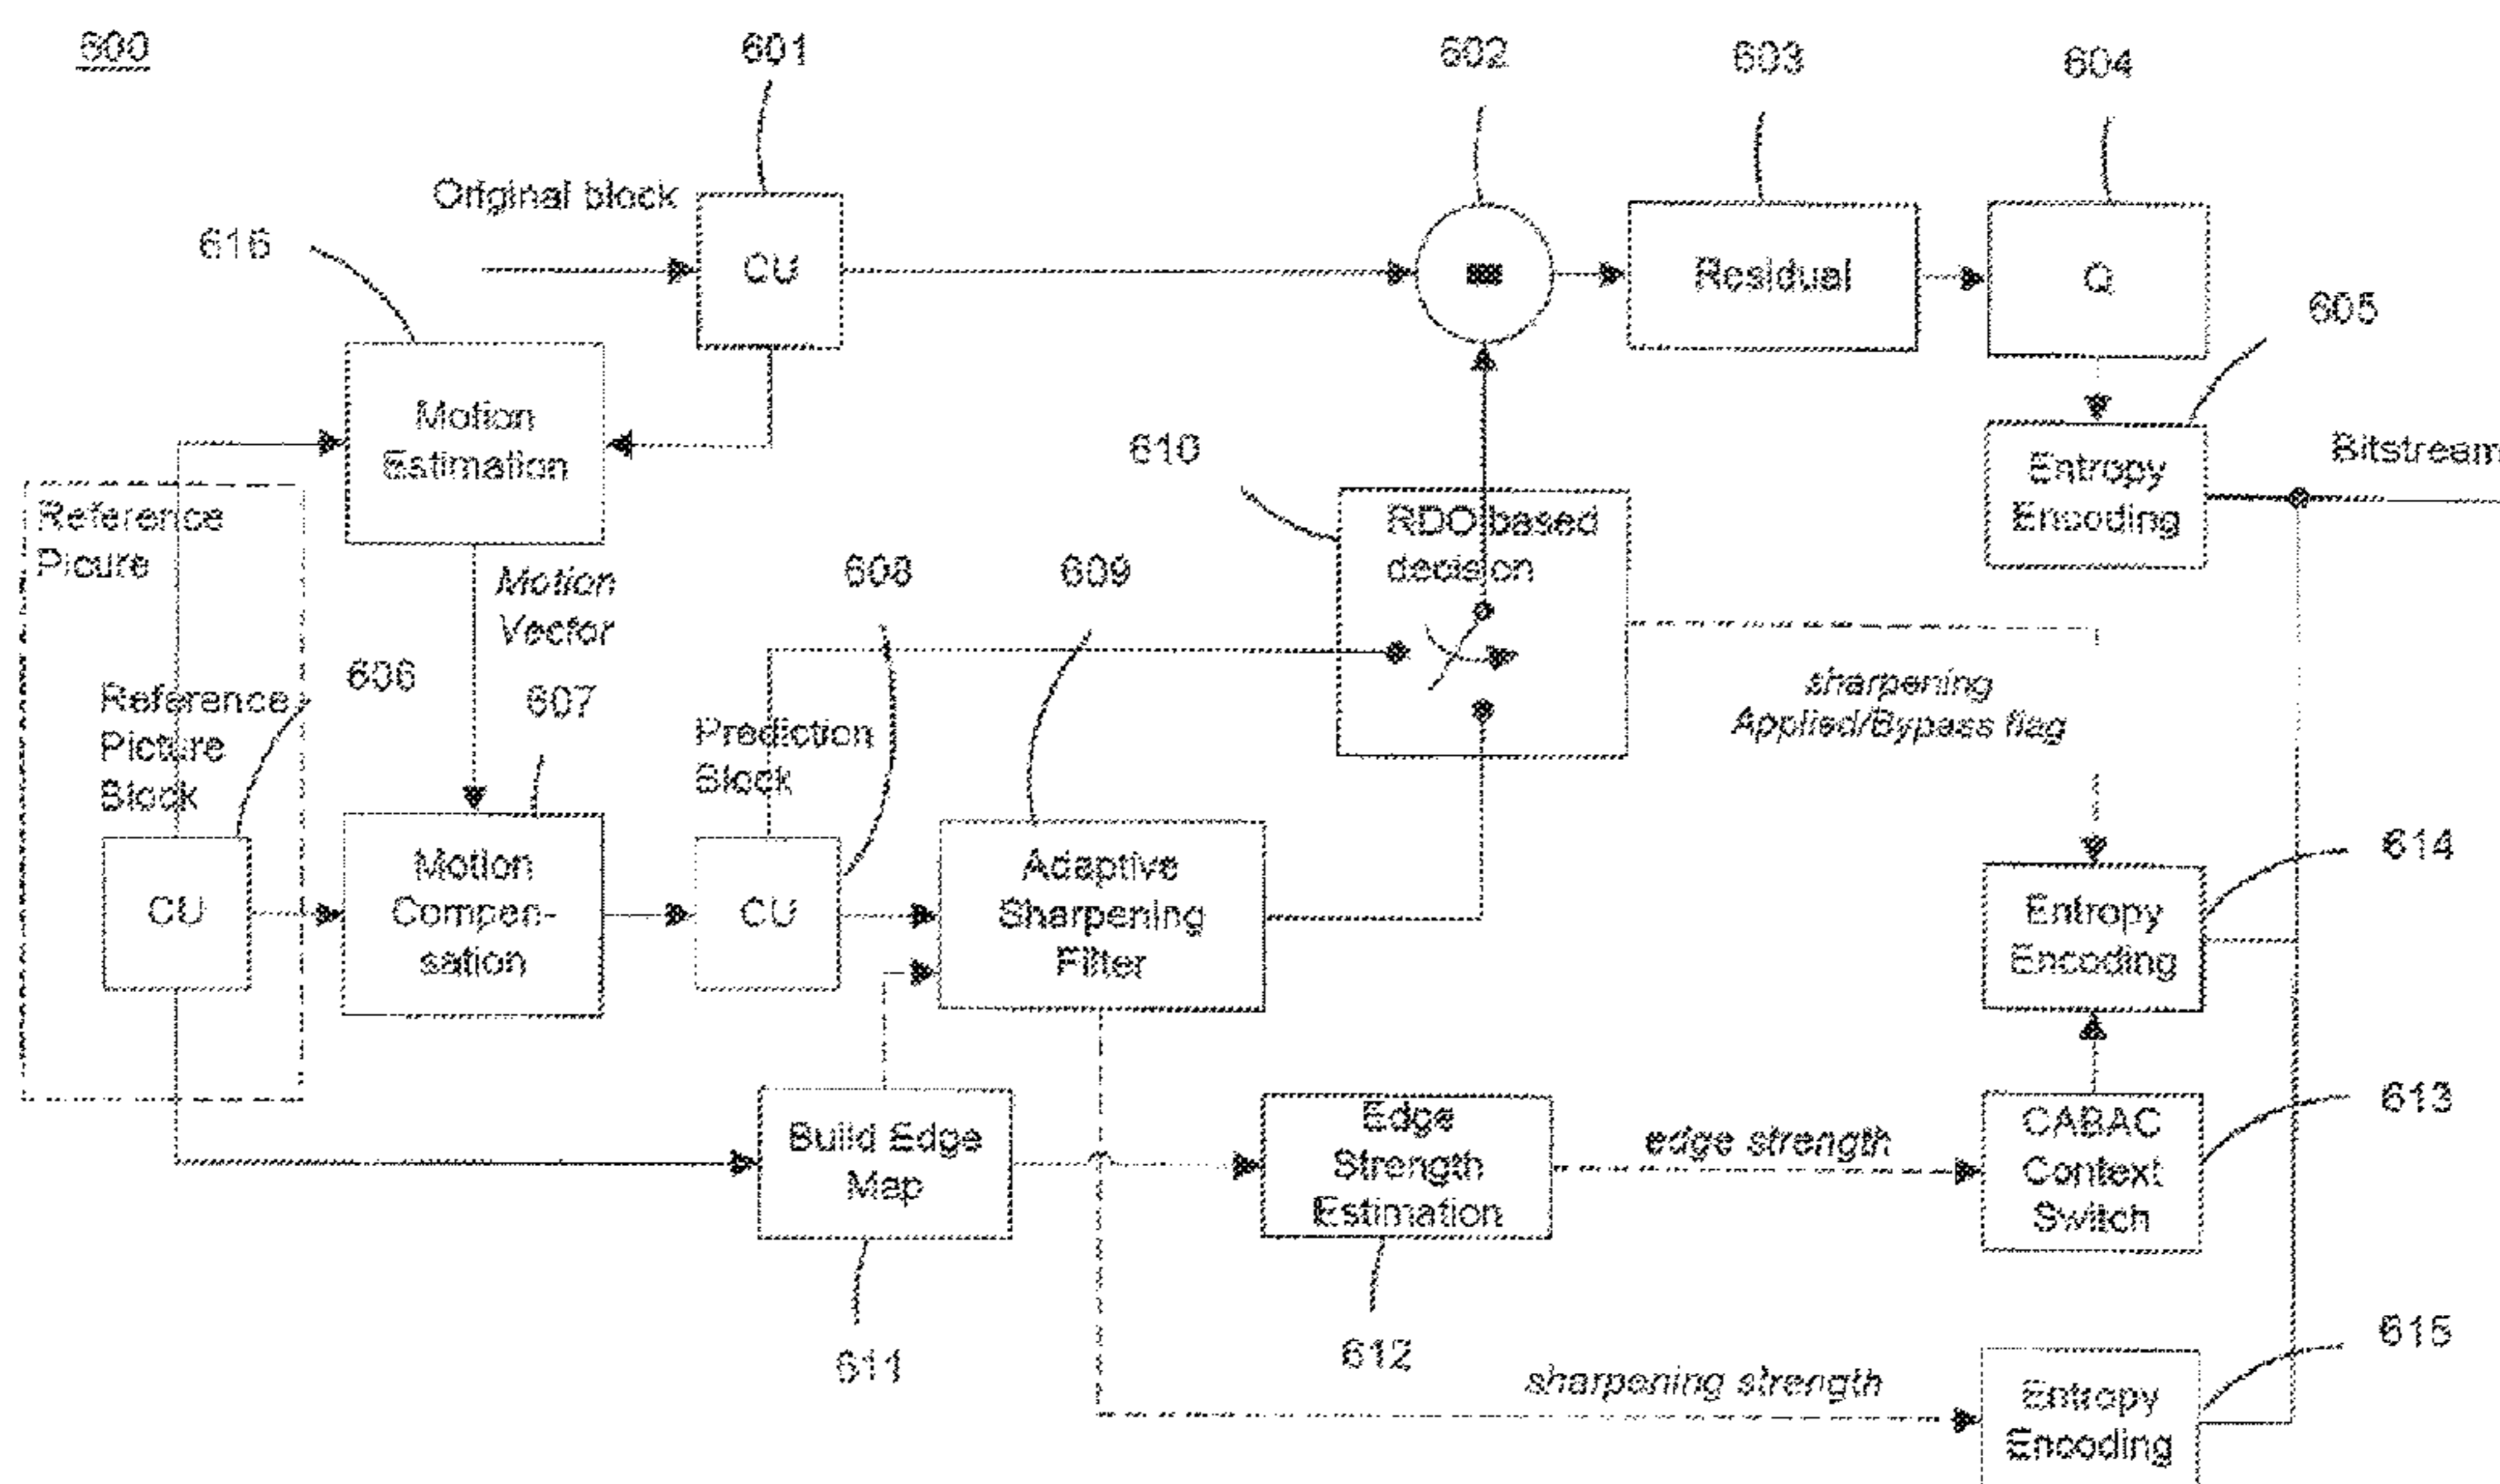 600
601
602
603
604
Original block
616
CU
Residual
Q
605
Motion
Estimation
610
Bitstream
Entropy
Encoding
Reference
Picure
RDO based
decision
Motion
Vector
608
609
606
607
sharpening
Applied/Bypass flag
Reference
Picture
Block
Prediction
Block
614
CU
Motion
Compen-
sation
CU
Adaptive
Sharpening
Filter
Entropy
Encoding
613
Build Edge
Map
Edge
Strength
Estimation
edge strength
CABAC
Context
Switch
611
612
615
sharpening strength
Entropy
Encoding